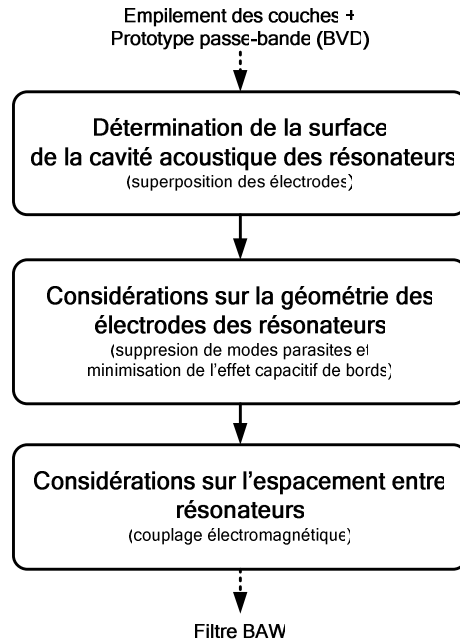 Empilement des couches +
Prototype passe-bande (BVD)
Détermination de la surface
de la cavité acoustique des résonateurs
(superposition des électrodes)
Considérations sur la géométrie des
électrodes des résonateurs
(suppresion de modes parasites et
minimisation de l'effet capacitif de bords)
Considérations sur l'espacement entre
résonateurs
(couplage électromagnétique)
Filtre BAW